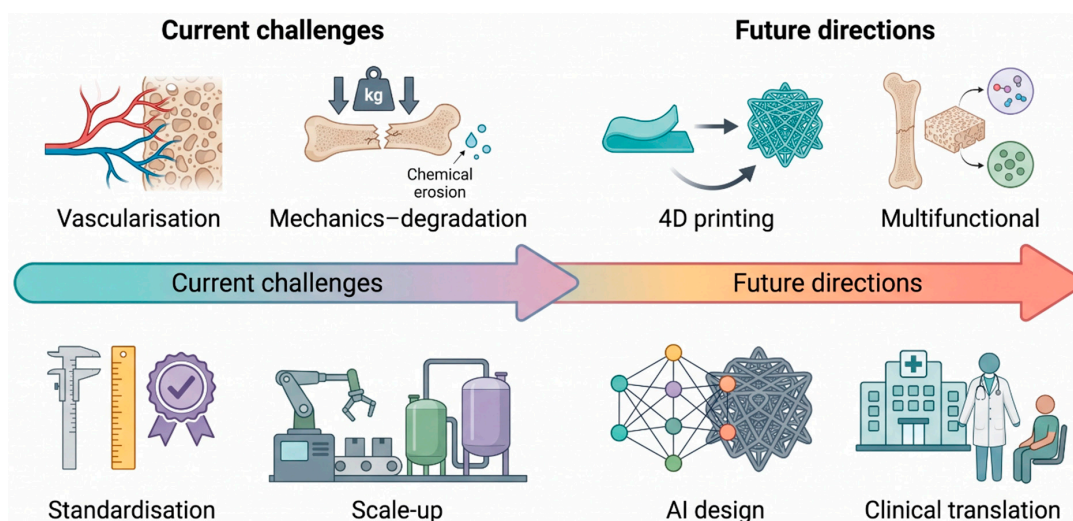 Current challenges
Future directions
kg
Chemical
erosion
Vascularisation
Mechanics–degradation
4D printing
Multifunctional
Current challenges
Future directions
Standardisation
Scale-up
AI design
Clinical translation